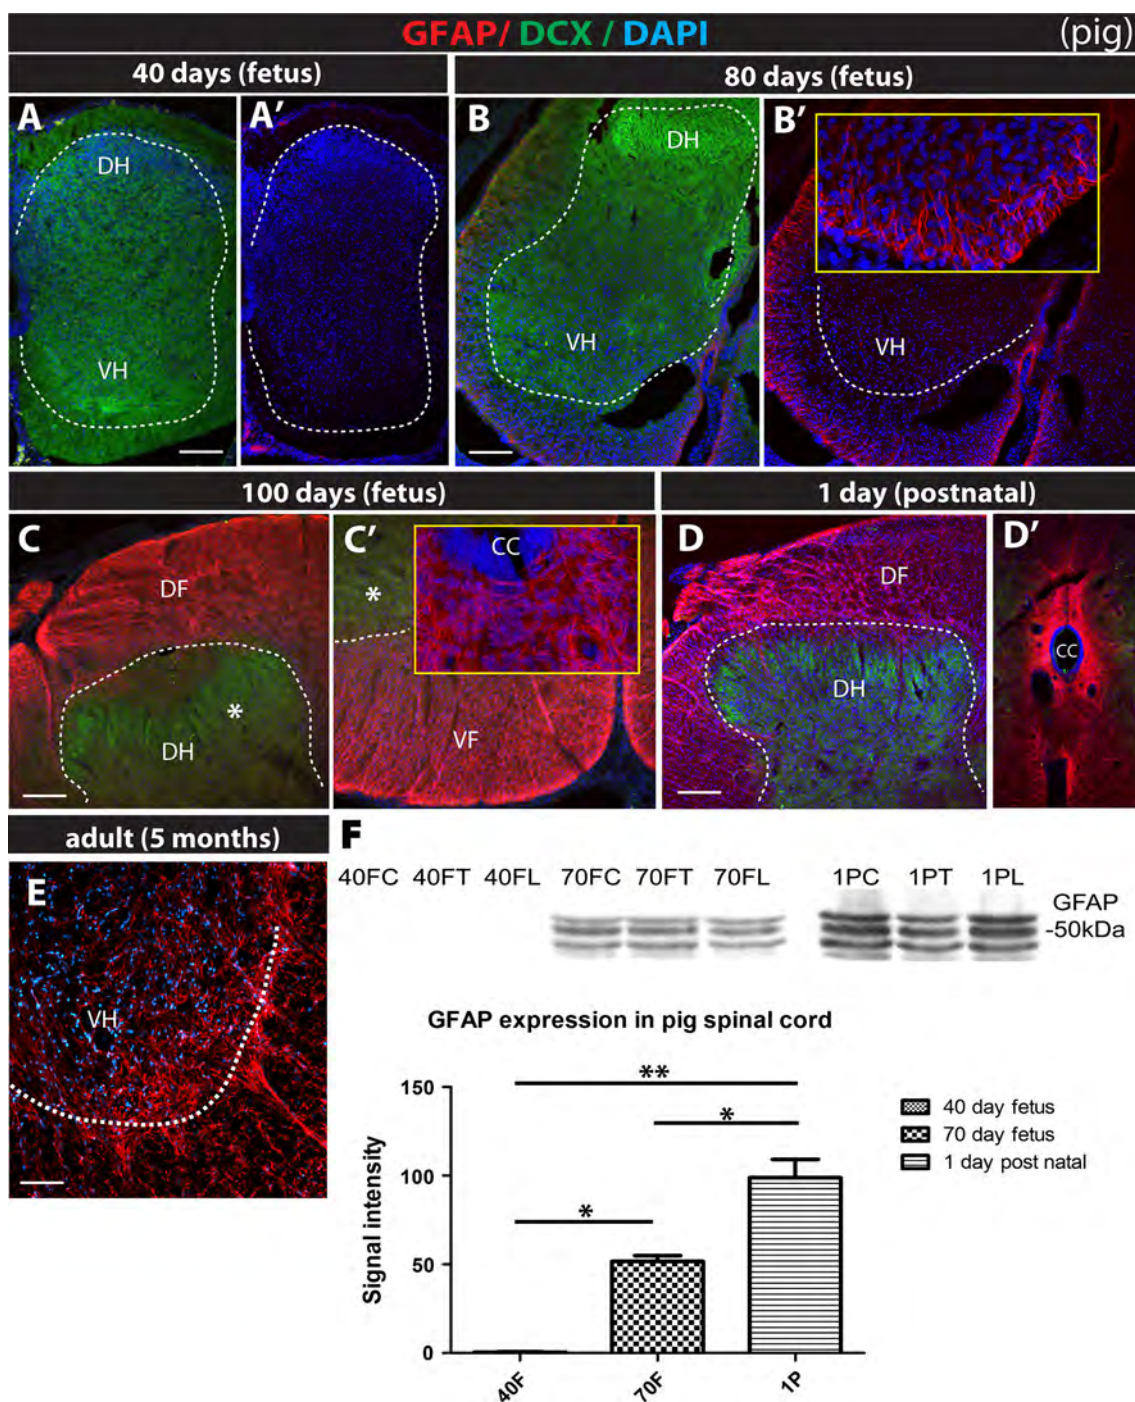 GFAP/ DCX / DAPI (pig)
40 days (fetus) 80 days (fetus)
A A' B B'
DH DH
VH VH VH
100 days (fetus) 1 day (postnatal)
C C' CC D D'
DF * DF
* DH CC
DH VF
adult (5 months) F
E 40FC 40FT 40FL 70FC 70FT 70FL 1PC 1PT 1PL
GFAP
-50kDa
VH
GFAP expression in pig spinal cord
Signal intensity
150
100
50
0
**
*
*
40F 70F 1P
40 day fetus
70 day fetus
1 day post natal